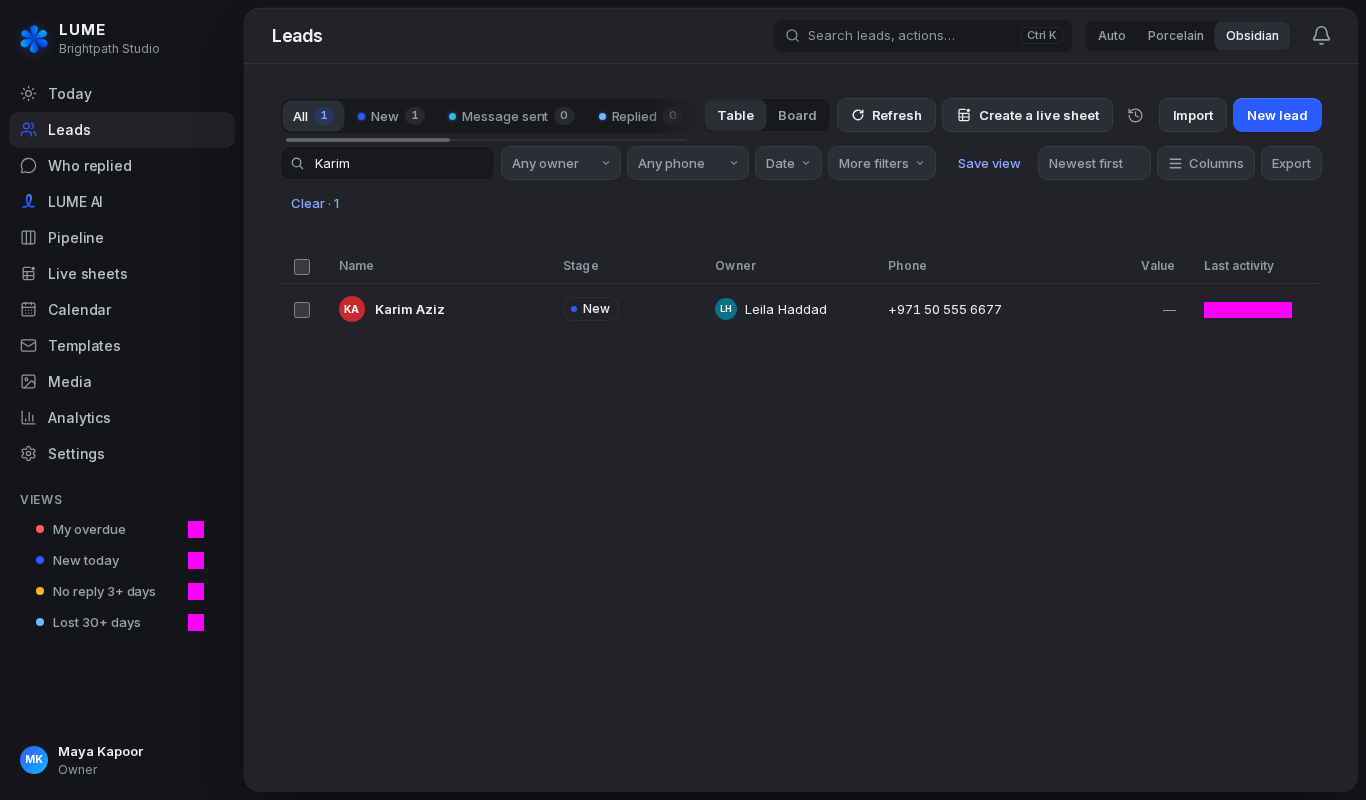 LUME
Brightpath Studio
Today
Leads
Who replied
LUME AI
Pipeline
Live sheets
Calendar
Templates
Media
Analytics
Settings
VIEWS
My overdue
New today
No reply 3+ days
Lost 30+ days
MK
Maya Kapoor
Owner
Leads
Search leads, actions… Ctrl K
Auto Porcelain Obsidian
All 1 New 1 Message sent 0 Replied 0
Table Board
Refresh
Create a live sheet
Import
New lead
Karim
Any owner
Any phone
Date
More filters
Save view
Newest first
Columns
Export
Clear · 1
Name Stage Owner Phone Value Last activity
KA Karim Aziz New LH Leila Haddad +971 50 555 6677 —